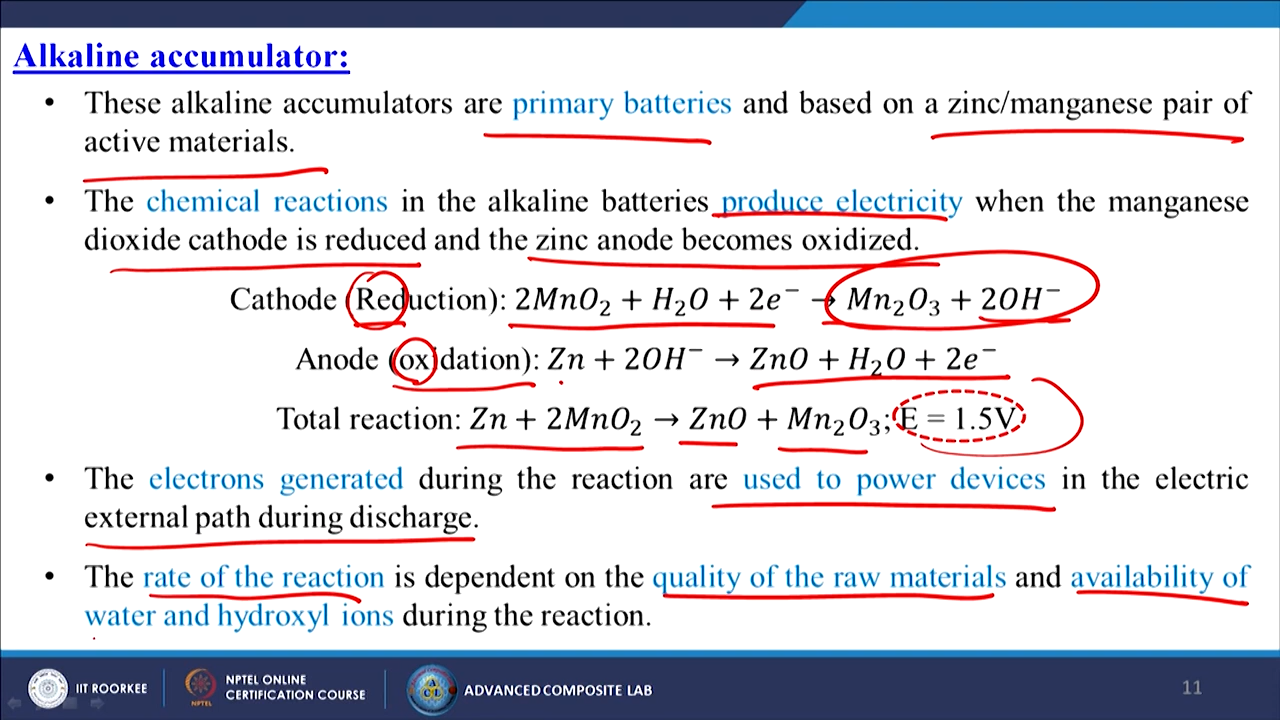 Alkaline accumulator:
• These alkaline accumulators are primary batteries and based on a zinc/manganese pair of
active materials.
• The chemical reactions in the alkaline batteries produce electricity when the manganese
dioxide cathode is reduced and the zinc anode becomes oxidized.
Cathode (Reduction): 2MnO₂ + H₂O + 2e⁻ → Mn₂O₃ + 2OH⁻
Anode (oxidation): Zn + 2OH⁻ → ZnO + H₂O + 2e⁻
Total reaction: Zn + 2MnO₂ → ZnO + Mn₂O₃; E = 1.5V
• The electrons generated during the reaction are used to power devices in the electric
external path during discharge.
• The rate of the reaction is dependent on the quality of the raw materials and availability of
water and hydroxyl ions during the reaction.
IIT ROORKEE
NPTEL
NPTEL ONLINE
CERTIFICATION COURSE
ACL
ADVANCED COMPOSITE LAB
11